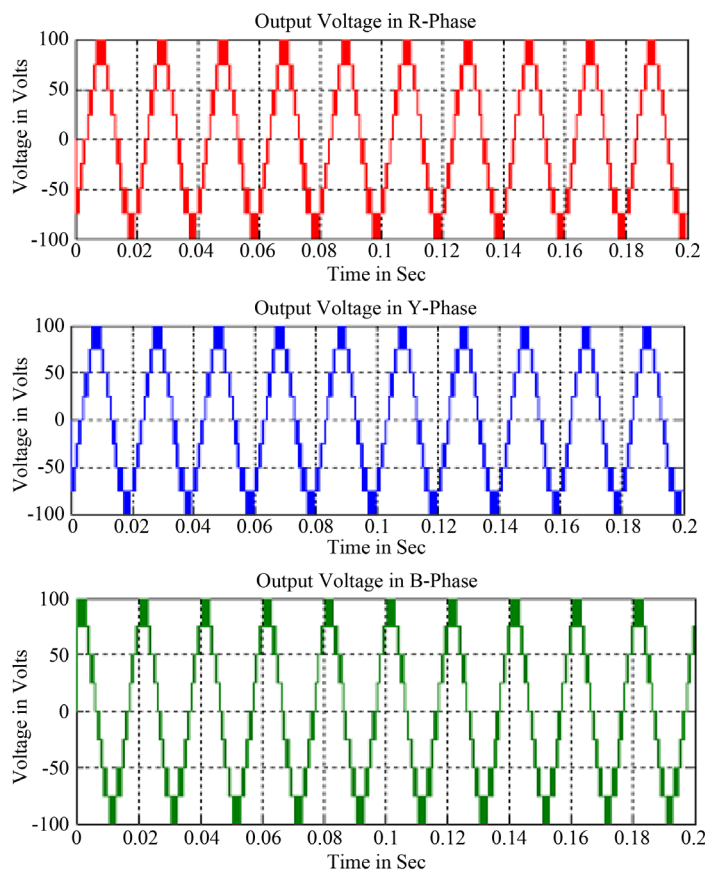 Output Voltage in R-Phase
Voltage in Volts
100
50
0
-50
-100
0 0.02 0.04 0.06 0.08 0.1 0.12 0.14 0.16 0.18 0.2
Time in Sec
Output Voltage in Y-Phase
Voltage in Volts
100
50
0
-50
-100
0 0.02 0.04 0.06 0.08 0.1 0.12 0.14 0.16 0.18 0.2
Time in Sec
Output Voltage in B-Phase
Voltage in Volts
100
50
0
-50
-100
0 0.02 0.04 0.06 0.08 0.1 0.12 0.14 0.16 0.18 0.2
Time in Sec